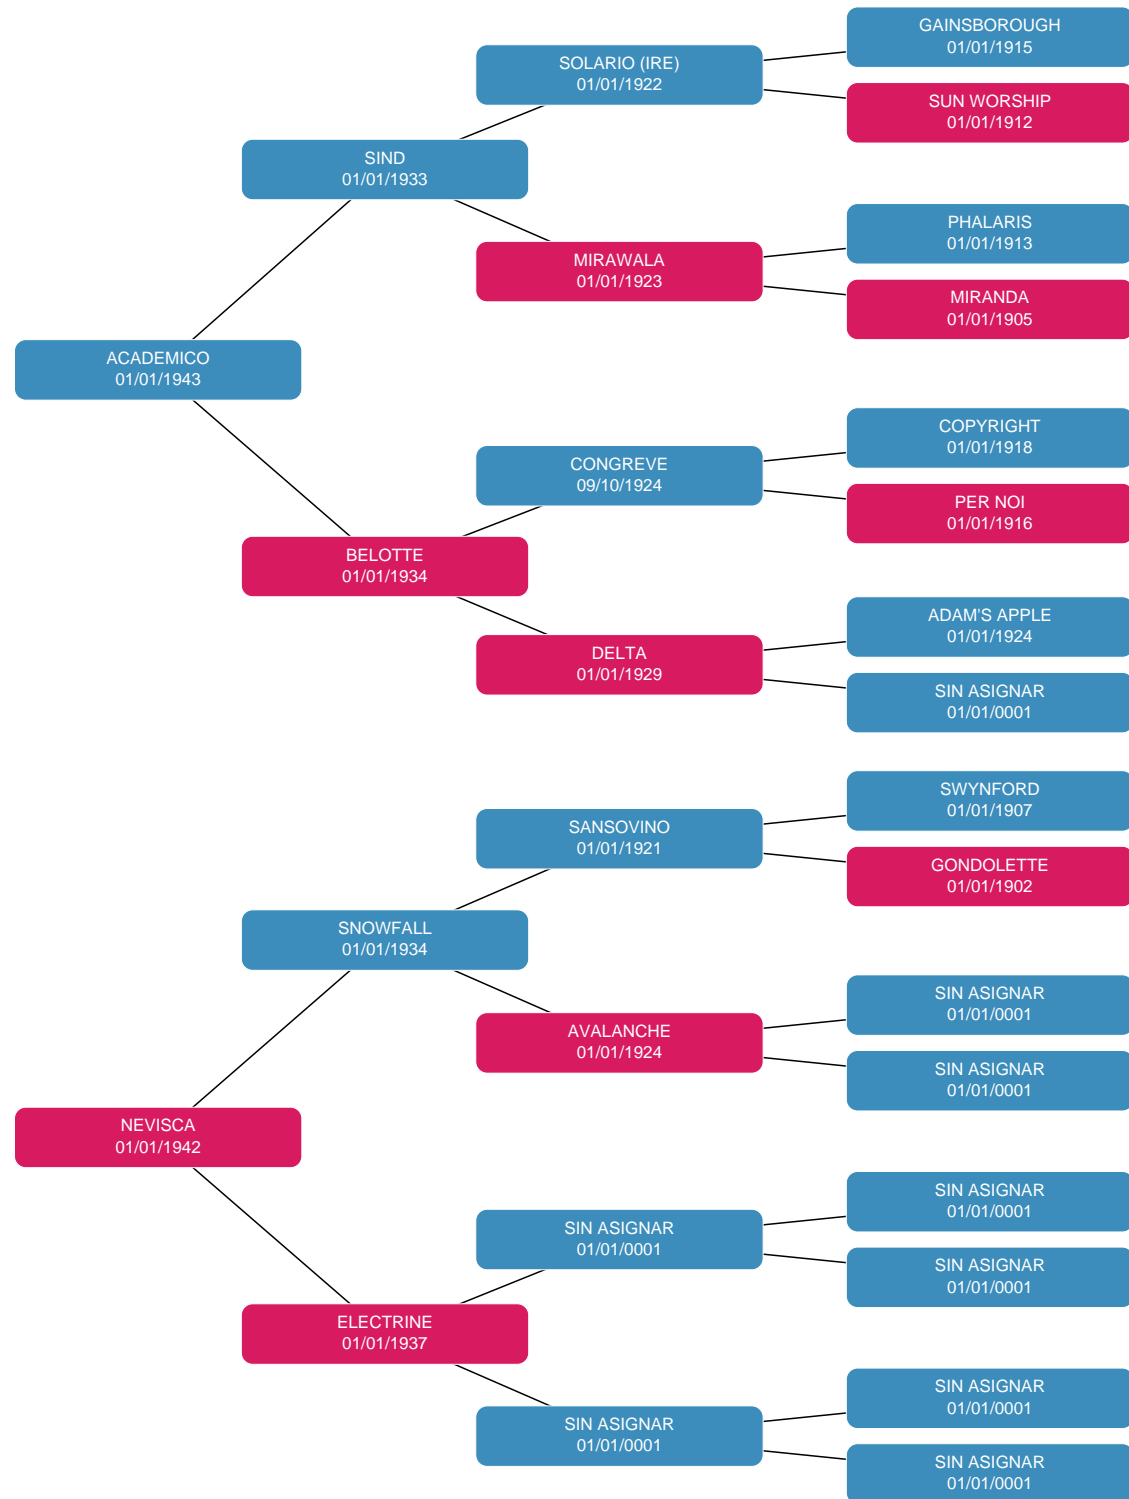 GAINSBOROUGH
01/01/1915
SOLARIO (IRE)
01/01/1922
SUN WORSHIP
01/01/1912
SIND
01/01/1933
PHALARIS
01/01/1913
MIRAWALA
01/01/1923
MIRANDA
01/01/1905
ACADEMICO
01/01/1943
COPYRIGHT
01/01/1918
CONGREVE
09/10/1924
PER NOI
01/01/1916
BELOTTE
01/01/1934
ADAM'S APPLE
01/01/1924
DELTA
01/01/1929
SIN ASIGNAR
01/01/0001
SWYNFORD
01/01/1907
SANSOVINO
01/01/1921
GONDOLETTE
01/01/1902
SNOWFALL
01/01/1934
SIN ASIGNAR
01/01/0001
AVALANCHE
01/01/1924
SIN ASIGNAR
01/01/0001
NEVISCA
01/01/1942
SIN ASIGNAR
01/01/0001
SIN ASIGNAR
01/01/0001
SIN ASIGNAR
01/01/0001
ELECTRINE
01/01/1937
SIN ASIGNAR
01/01/0001
SIN ASIGNAR
01/01/0001
SIN ASIGNAR
01/01/0001